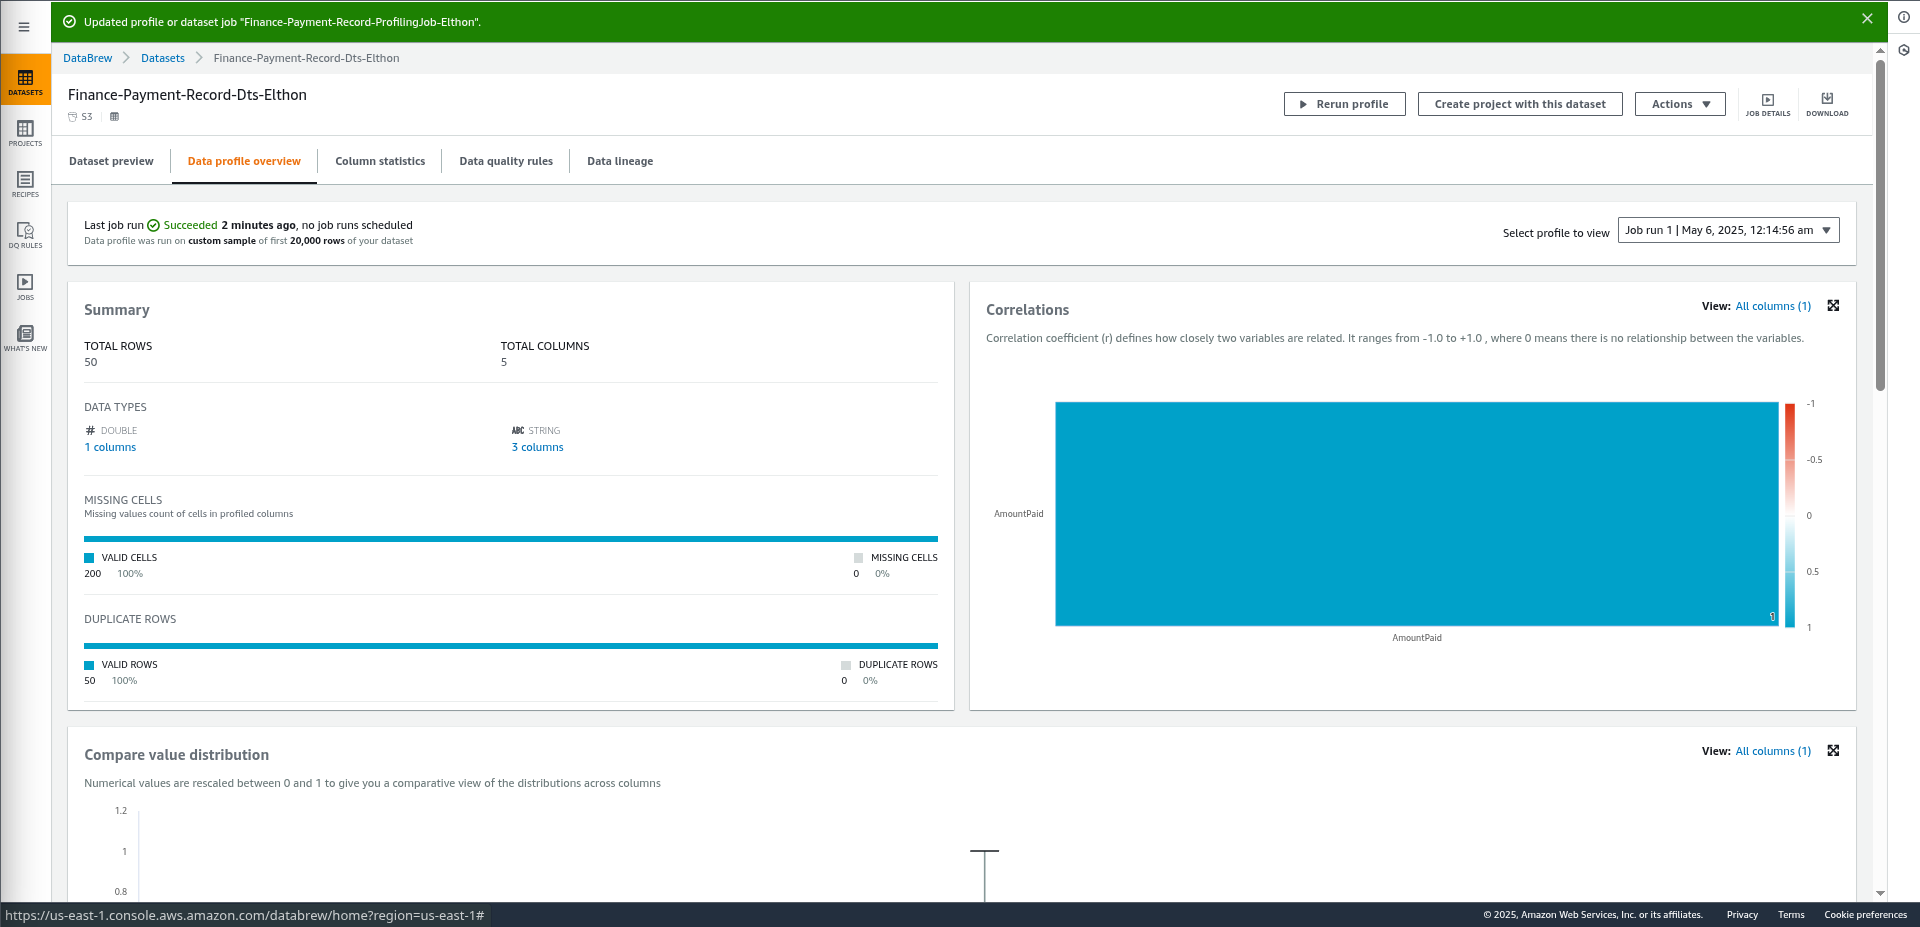 Updated profile or dataset job "Finance-Payment-Record-ProfilingJob-Elthon".
DataBrew
Datasets
Finance-Payment-Record-Dts-Elthon
DATASETS
PROJECTS
RECIPES
DQ RULES
JOBS
WHAT'S NEW
Finance-Payment-Record-Dts-Elthon
S3
Rerun profile
Create project with this dataset
Actions
JOB DETAILS
DOWNLOAD
Dataset preview
Data profile overview
Column statistics
Data quality rules
Data lineage
Last job run Succeeded 2 minutes ago, no job runs scheduled
Data profile was run on custom sample of first 20,000 rows of your dataset
Select profile to view
Job run 1 | May 6, 2025, 12:14:56 am
Summary
TOTAL ROWS
50
TOTAL COLUMNS
5
DATA TYPES
# DOUBLE
1 columns
ABC STRING
3 columns
MISSING CELLS
Missing values count of cells in profiled columns
VALID CELLS
200 100%
MISSING CELLS
0 0%
DUPLICATE ROWS
VALID ROWS
50 100%
DUPLICATE ROWS
0 0%
Correlations
View: All columns (1)
Correlation coefficient (r) defines how closely two variables are related. It ranges from -1.0 to +1.0 , where 0 means there is no relationship between the variables.
AmountPaid
1
AmountPaid
-1
-0.5
0
0.5
1
Compare value distribution
View: All columns (1)
Numerical values are rescaled between 0 and 1 to give you a comparative view of the distributions across columns
1.2
1
0.8
https://us-east-1.console.aws.amazon.com/databrew/home?region=us-east-1#
© 2025, Amazon Web Services, Inc. or its affiliates.
Privacy
Terms
Cookie preferences